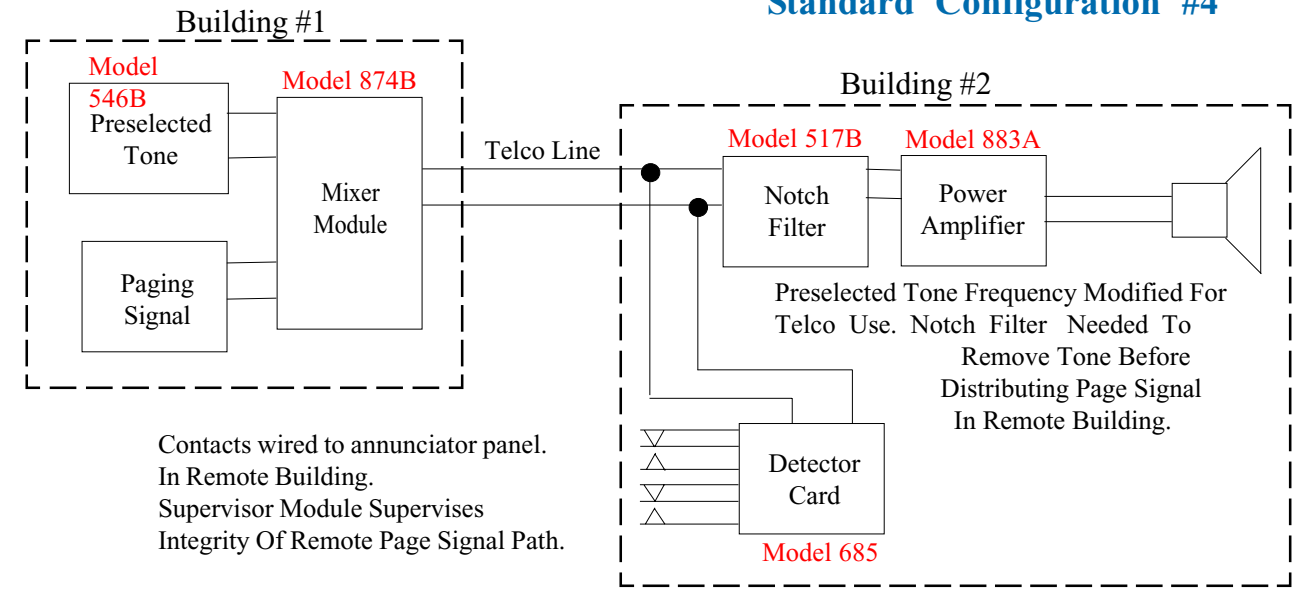 Standard Configuration #4
Building #1
Model
546B
Preselected
Tone
Model 874B
Mixer
Module
Paging
Signal
Telco Line
Building #2
Model 517B
Notch
Filter
Model 883A
Power
Amplifier
Preselected Tone Frequency Modified For
Telco Use. Notch Filter Needed To
Remove Tone Before
Distributing Page Signal
In Remote Building.
Detector
Card
Model 685
Contacts wired to annunciator panel.
In Remote Building.
Supervisor Module Supervises
Integrity Of Remote Page Signal Path.